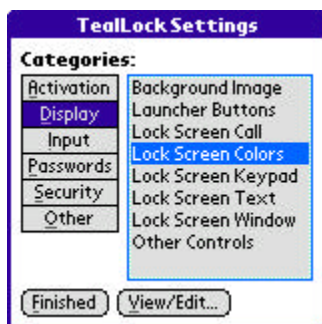 TealLock Settings
Categories:
Activation
Display
Input
Passwords
Security
Other
Background Image
Launcher Buttons
Lock Screen Call
Lock Screen Colors
Lock Screen Keypad
Lock Screen Text
Lock Screen Window
Other Controls
Finished
View/Edit...